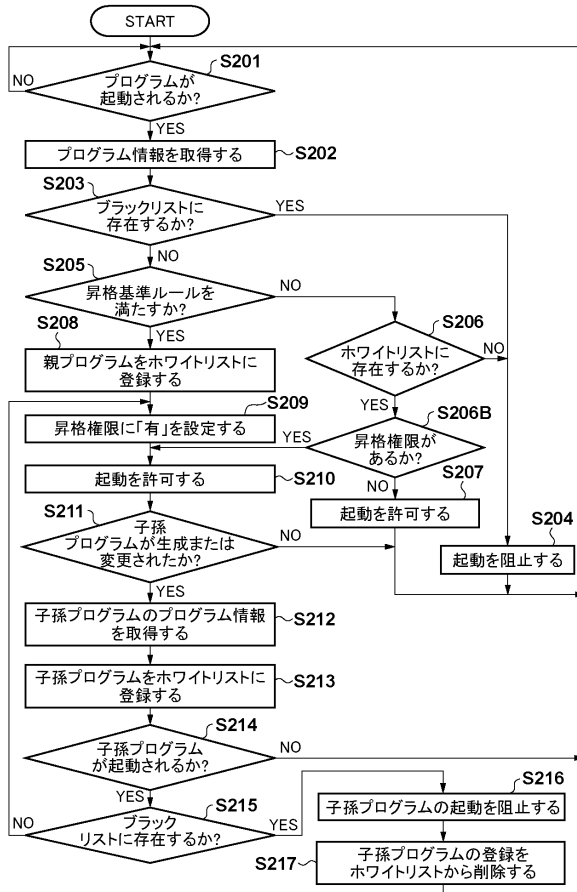 START
S201
NO
プログラムが
起動されるか?
YES
プログラム情報を取得する
S202
S203
ブラックリストに
存在するか?
YES
NO
S205
昇格基準ルールを
満たすか?
NO
YES
S206
ホワイトリストに
存在するか?
NO
YES
S208
親プログラムをホワイトリストに
登録する
S209
昇格権限に「有」を設定する
S206B
昇格権限が
あるか?
YES
NO
S210
起動を許可する
S207
起動を許可する
S204
起動を阻止する
S211
子孫
プログラムが生成または
変更されたか?
NO
YES
子孫プログラムのプログラム情報
を取得する
S212
子孫プログラムをホワイトリストに
登録する
S213
S214
子孫プログラム
が起動されるか?
NO
YES
S215
ブラック
リストに存在するか?
NO
YES
S216
子孫プログラムの起動を阻止する
S217
子孫プログラムの登録を
ホワイトリストから削除する